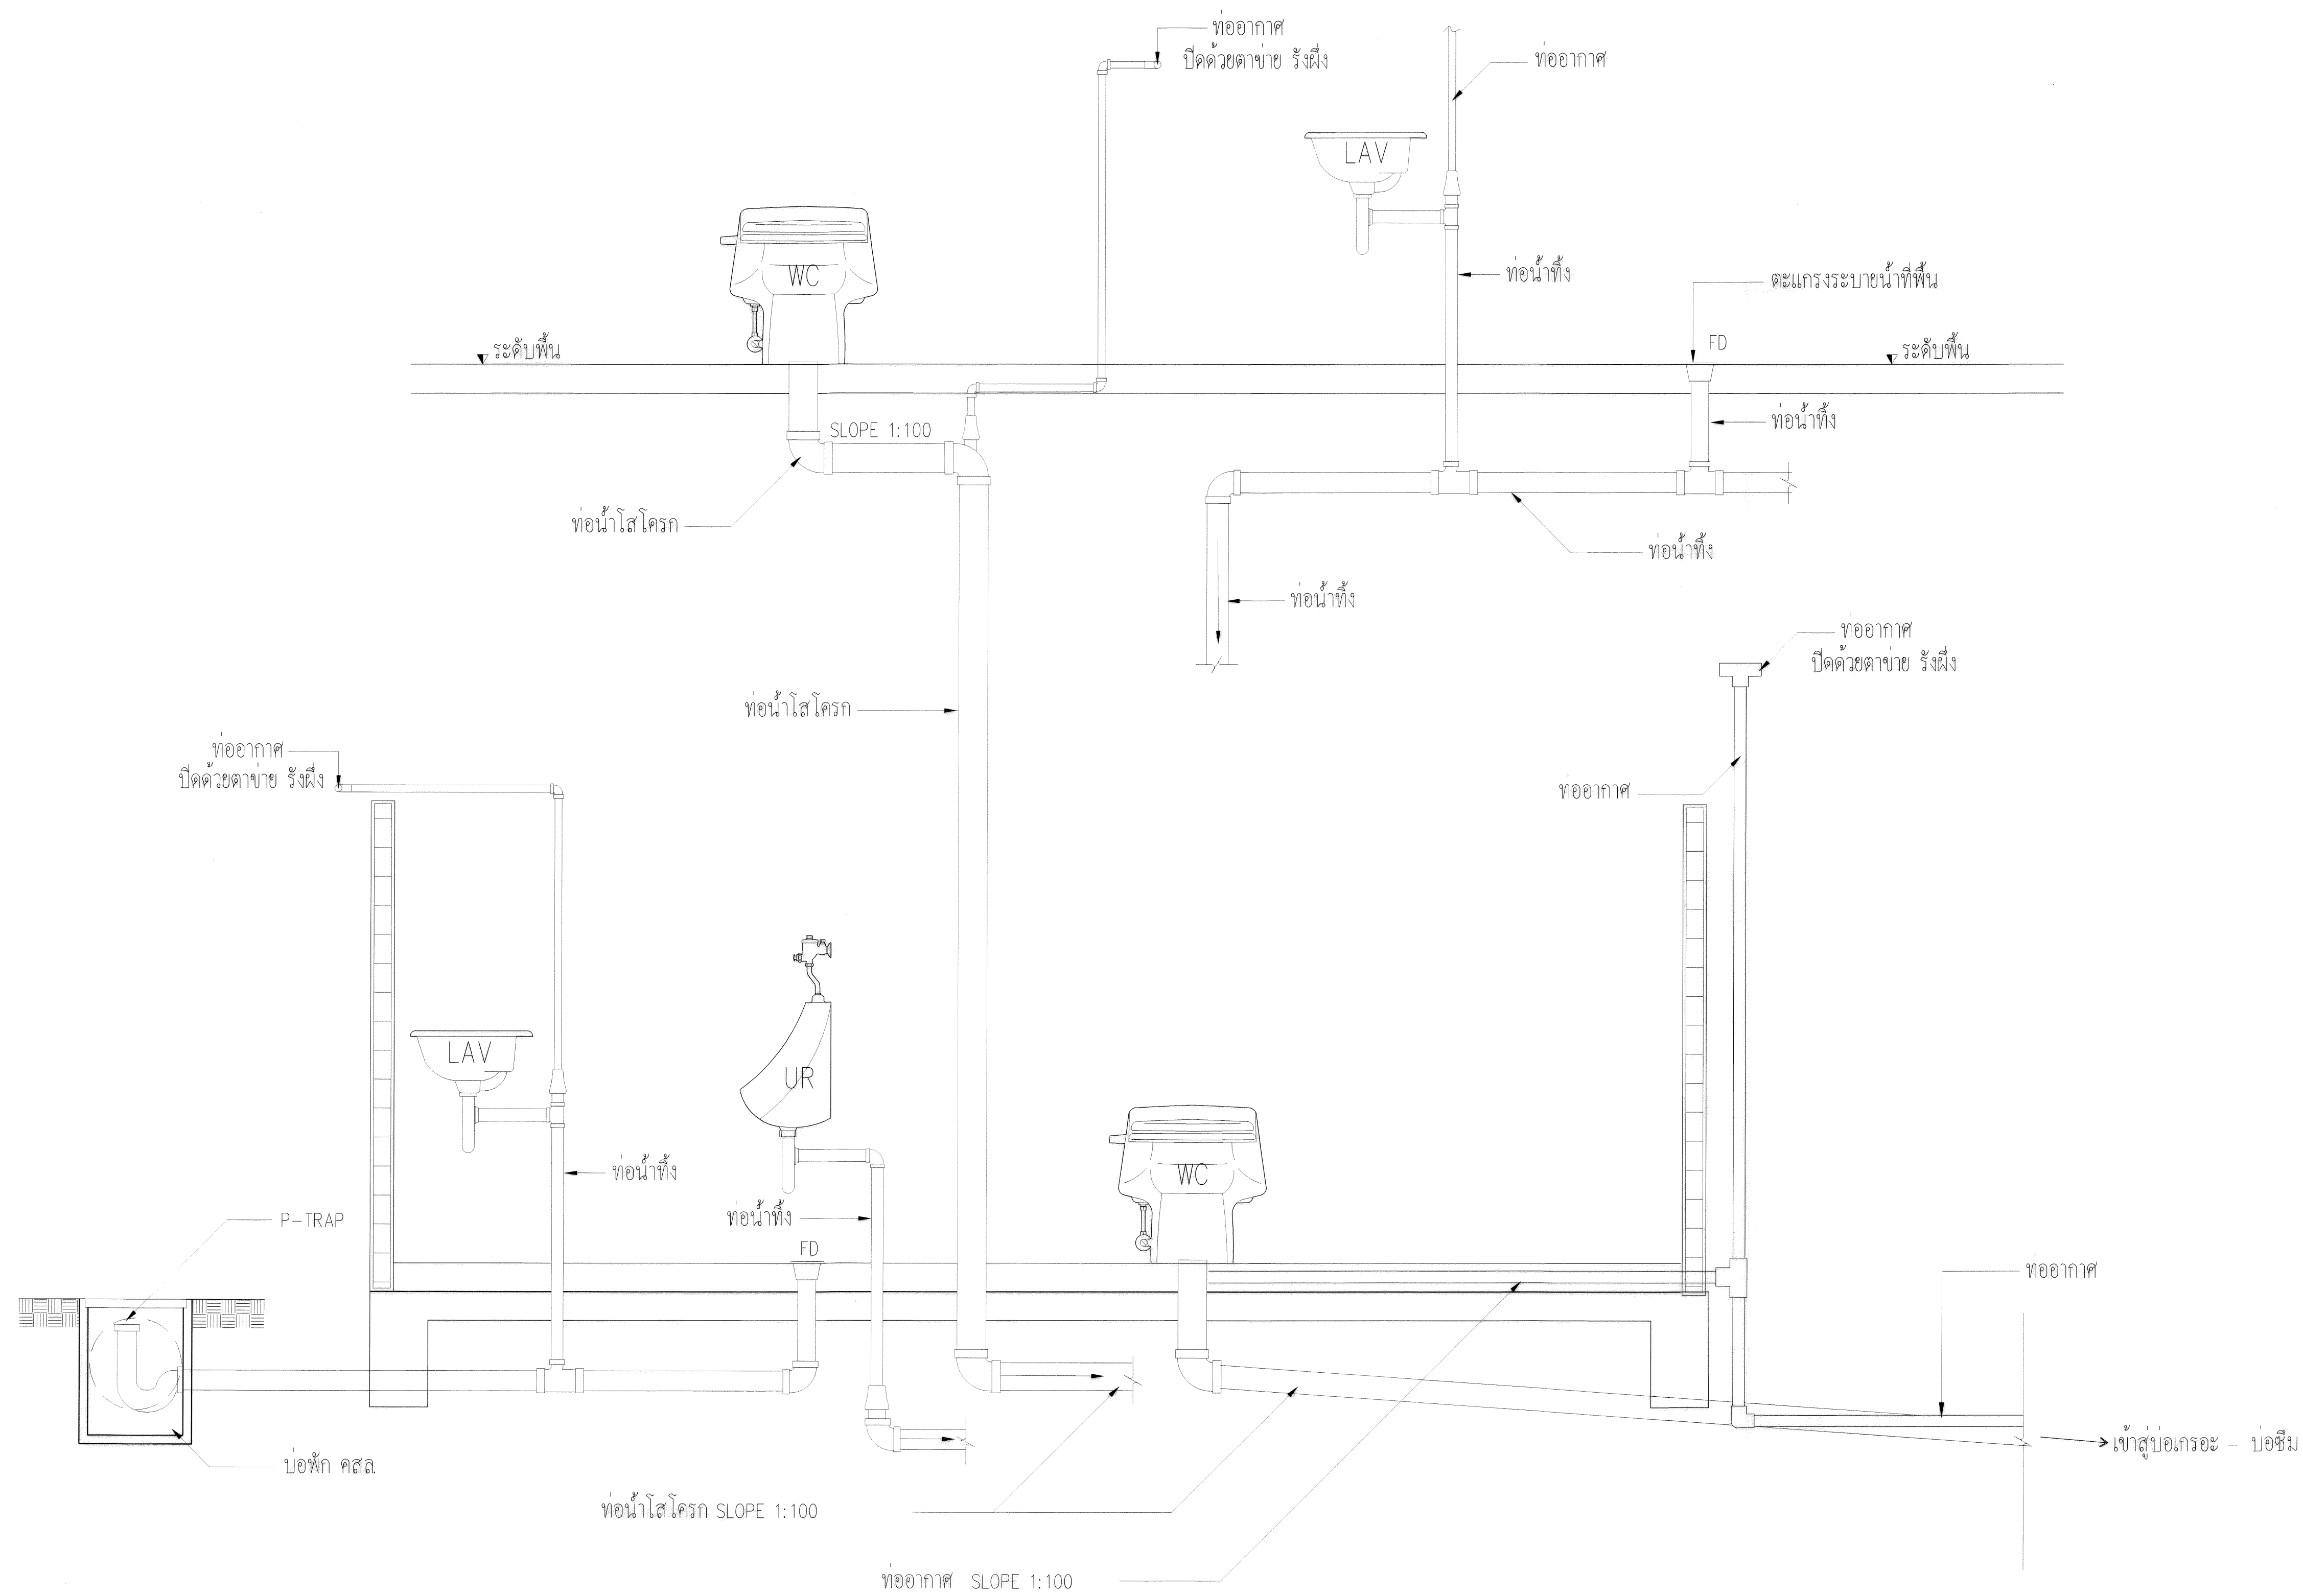 ท่ออากาศ
ปิดด้วยตาข่าย รังผึ่ง
ท่ออากาศ
LAV
WC
ท่อน้ำทิ้ง
ตะแกรงระบายน้ำที่พื้น
FD
ระดับพื้น
ระดับพื้น
SLOPE 1:100
ท่อน้ำทิ้ง
ท่อน้ำโสโครก
ท่อน้ำทิ้ง
ท่อน้ำทิ้ง
ท่ออากาศ
ปิดด้วยตาข่าย รังผึ่ง
ท่อน้ำโสโครก
ท่ออากาศ
ปิดด้วยตาข่าย รังผึ่ง
ท่ออากาศ
LAV
UR
WC
ท่อน้ำทิ้ง
P-TRAP
ท่อน้ำทิ้ง
FD
ท่ออากาศ
บ่อพัก คสล.
เข้าสู่บ่อเกรอะ - บ่อซึม
ท่อน้ำโสโครก SLOPE 1:100
ท่ออากาศ SLOPE 1:100